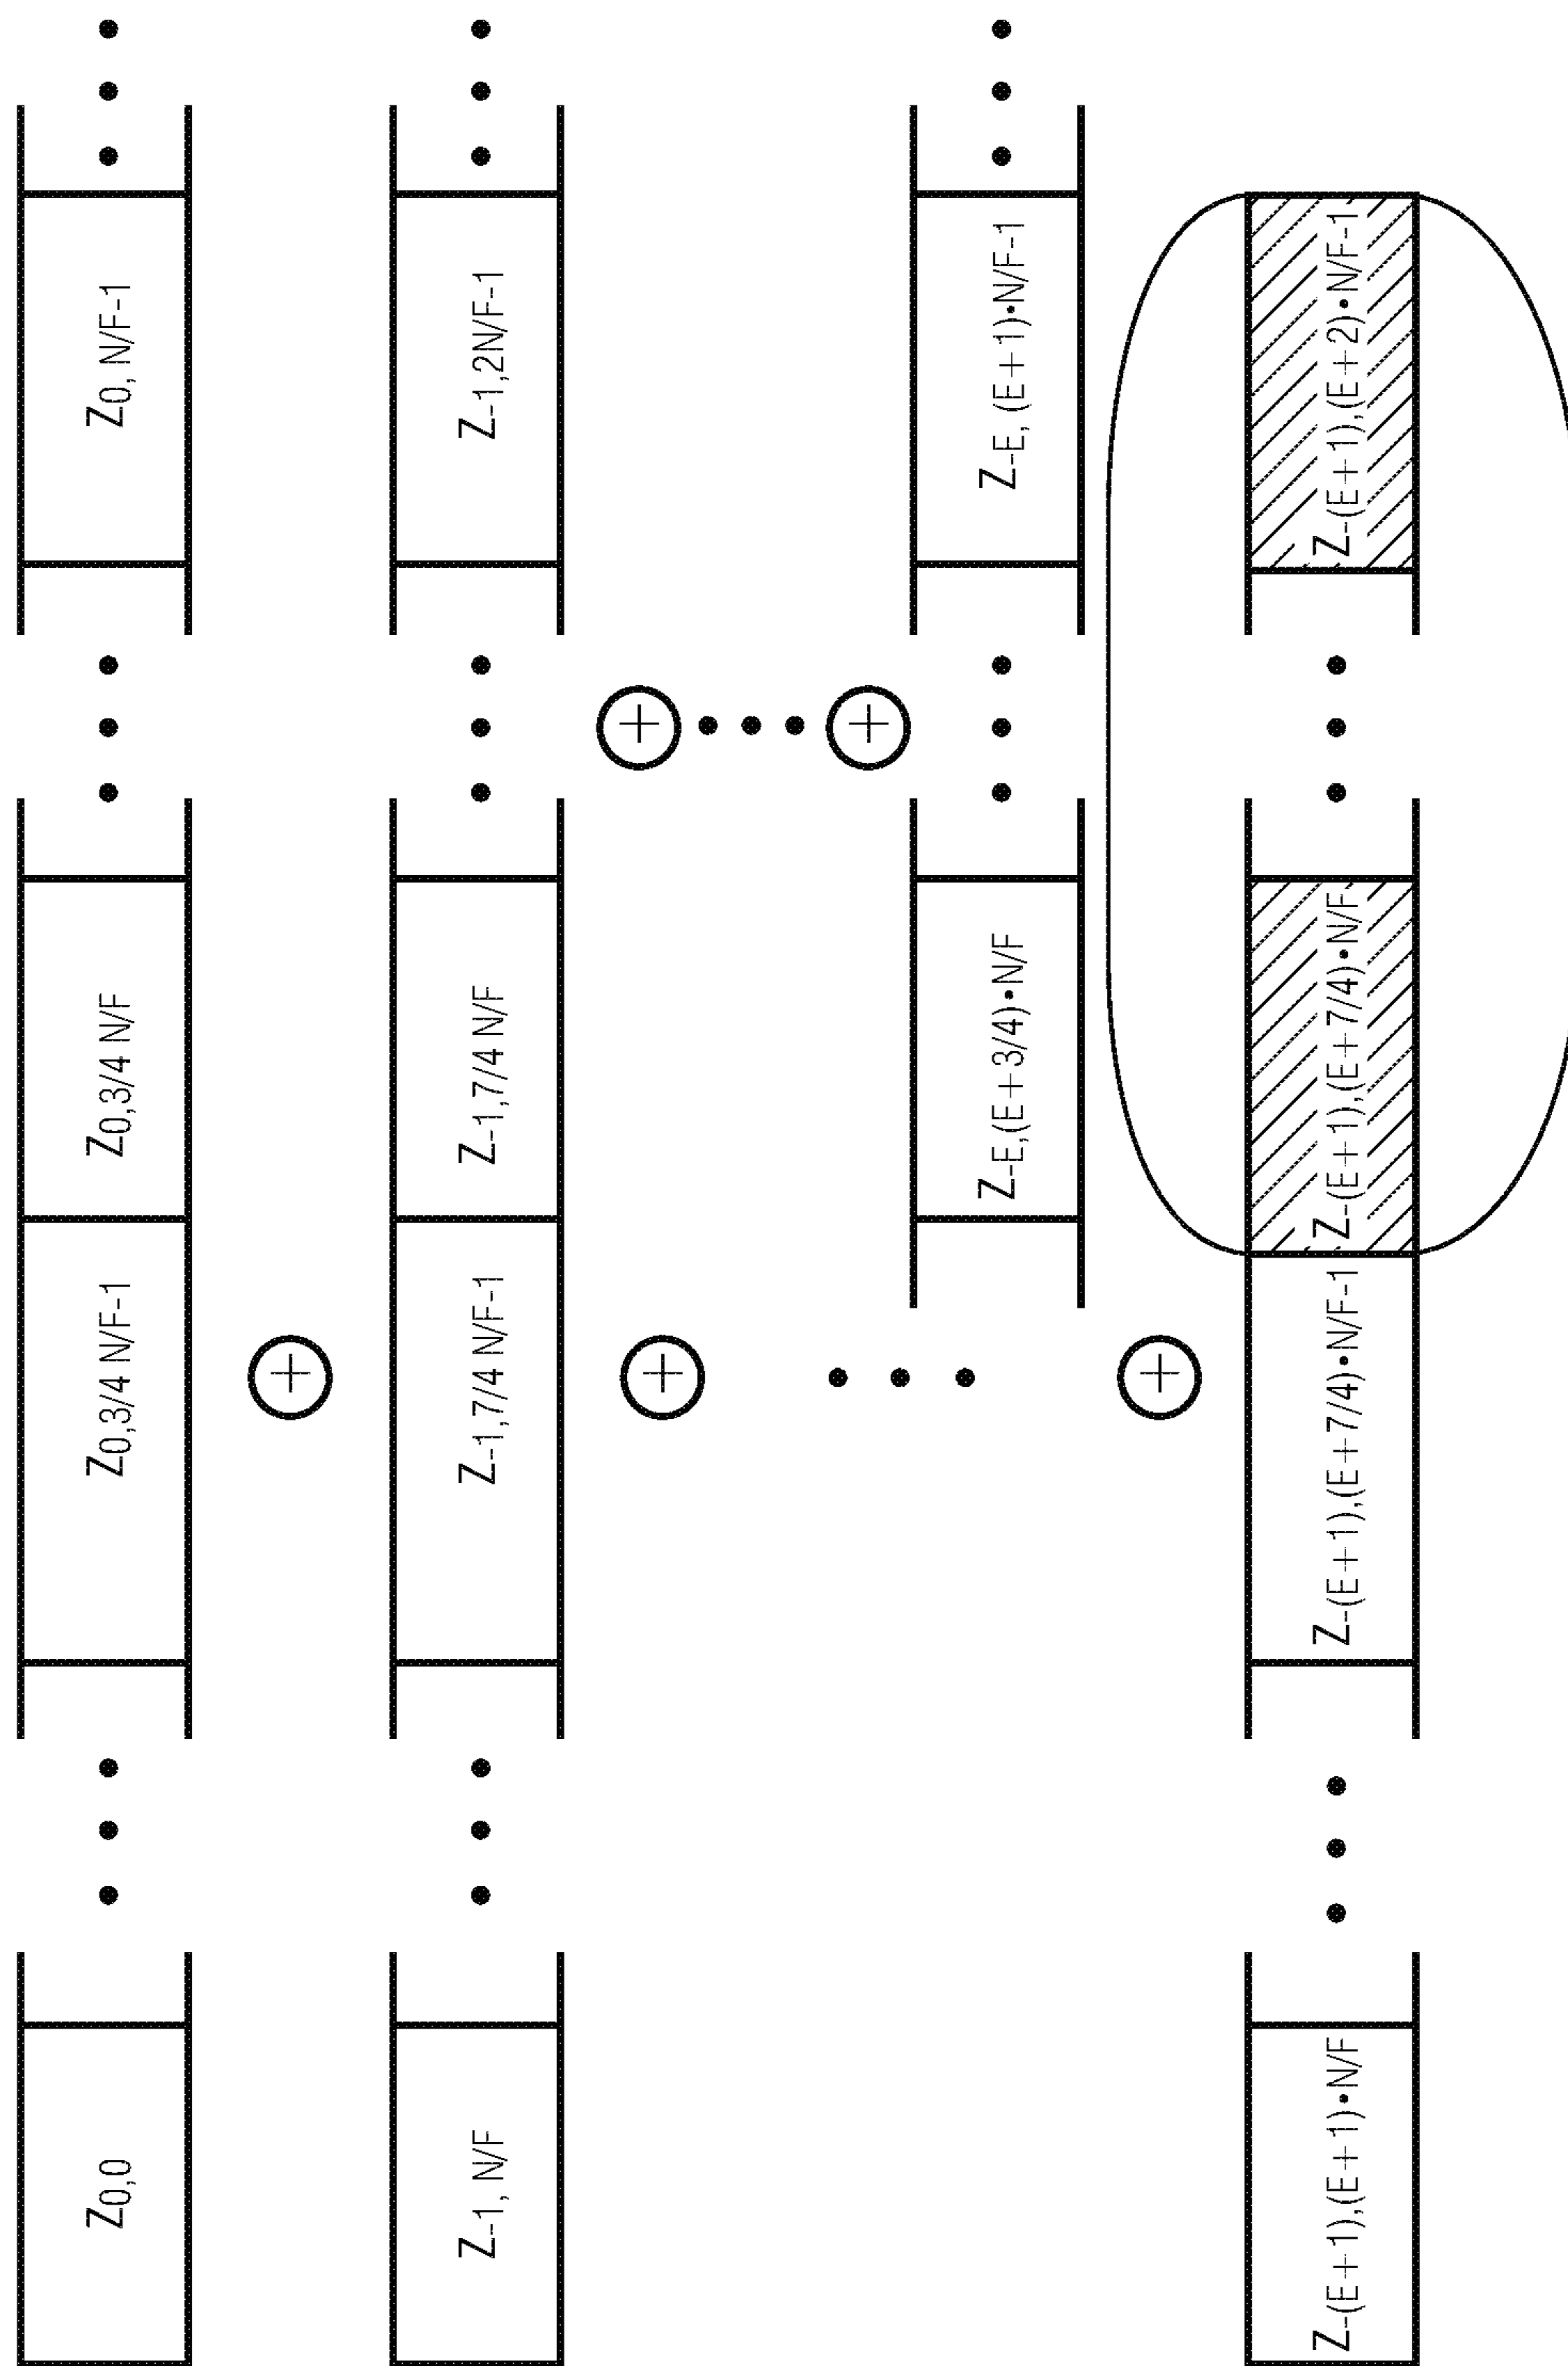 Z0,0
Z0,3/4 N/F-1
Z0,3/4 N/F
Z0, N/F-1
+
Z-1, N/F
Z-1,7/4 N/F-1
Z-1,7/4 N/F
Z-1,2N/F-1
+
+ +
Z-E,(E+3/4)•N/F
Z-E, (E+1)•N/F-1
+
Z-(E+1),(E+1)•N/F
Z-(E+1),(E+7/4)•N/F-1
Z-(E+1),(E+7/4)•N/F
Z-(E+1),(E+2)•N/F-1